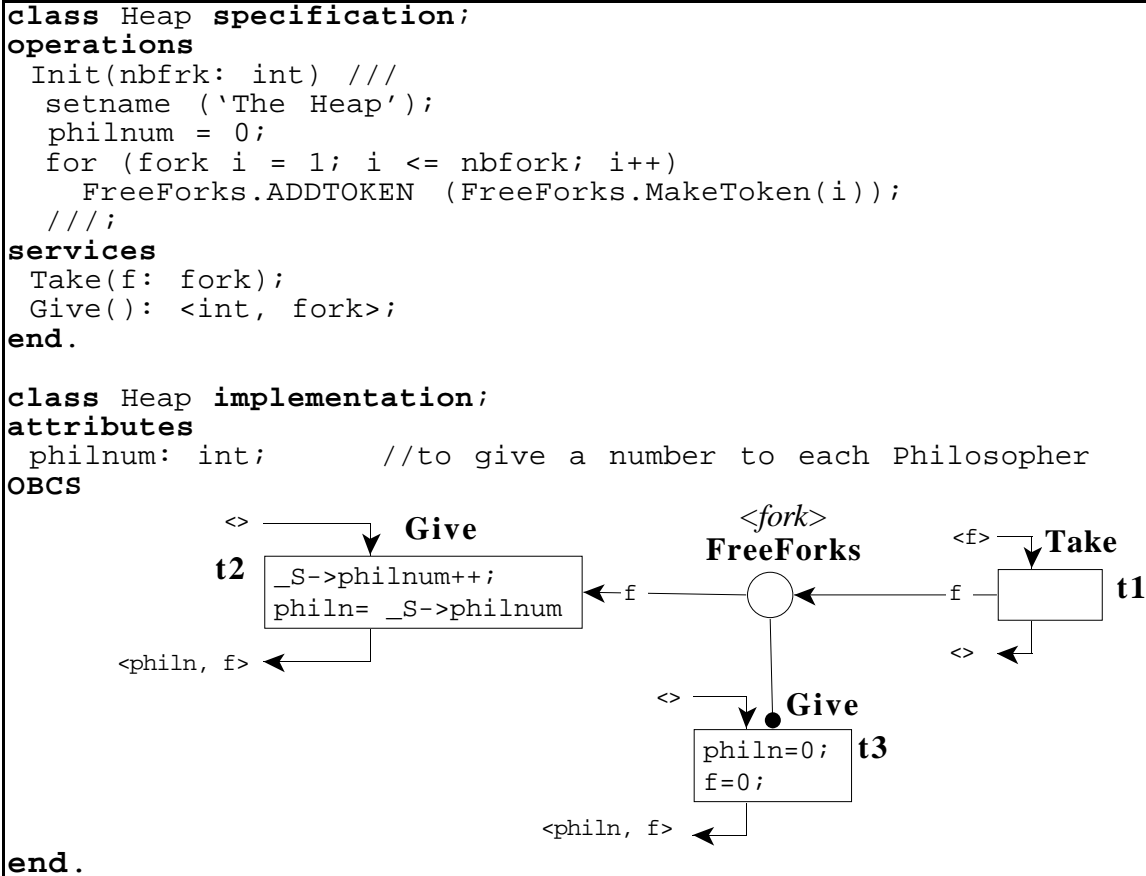 class Heap specification;
operations
Init(nbfrk: int) ///
setname (‘The Heap’);
philnum = 0;
for (fork i = 1; i <= nbfork; i++)
FreeForks.ADDTOKEN (FreeForks.MakeToken(i));
///;
services
Take(f: fork);
Give(): <int, fork>;
end.
class Heap implementation;
attributes
philnum: int; //to give a number to each Philosopher
OBCS
<> Give
t2
_S->philnum++;
philn= _S->philnum
<philn, f>
f
<fork>
FreeForks
f
<f> Take
t1
<>
<> Give
philn=0; t3
f=0;
<philn, f>
end.